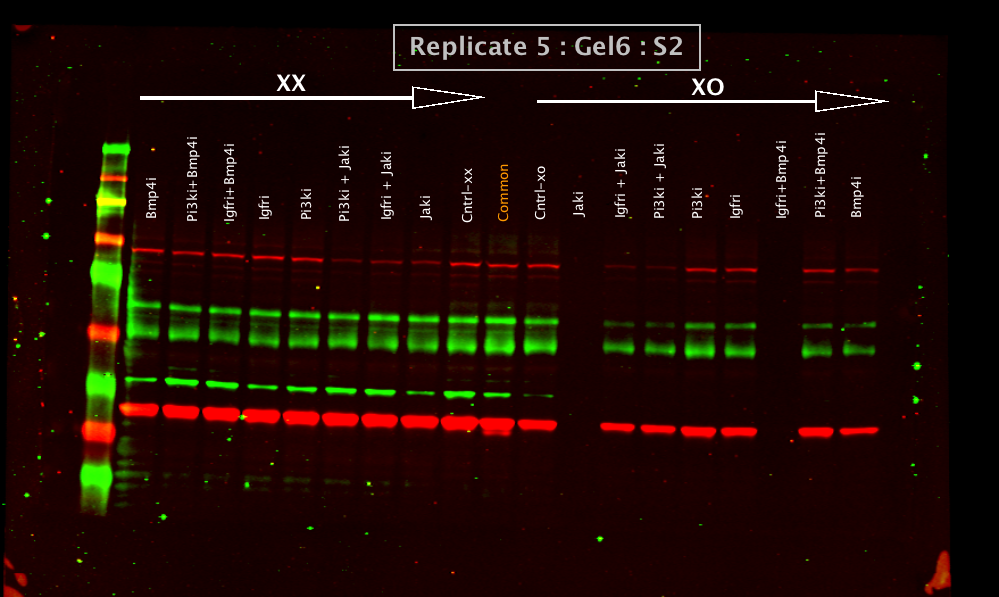 Replicate 5 : Gel6 : S2
XX
XO
Bmp4i
Pi3ki+Bmp4i
Igfri+Bmp4i
Igfri
Pi3ki
Pi3ki + Jaki
Igfri + Jaki
Jaki
Cntrl-xx
Common
Cntrl-xo
Jaki
Igfri + Jaki
Pi3ki + Jaki
Pi3ki
Igfri
Igfri+Bmp4i
Pi3ki+Bmp4i
Bmp4i